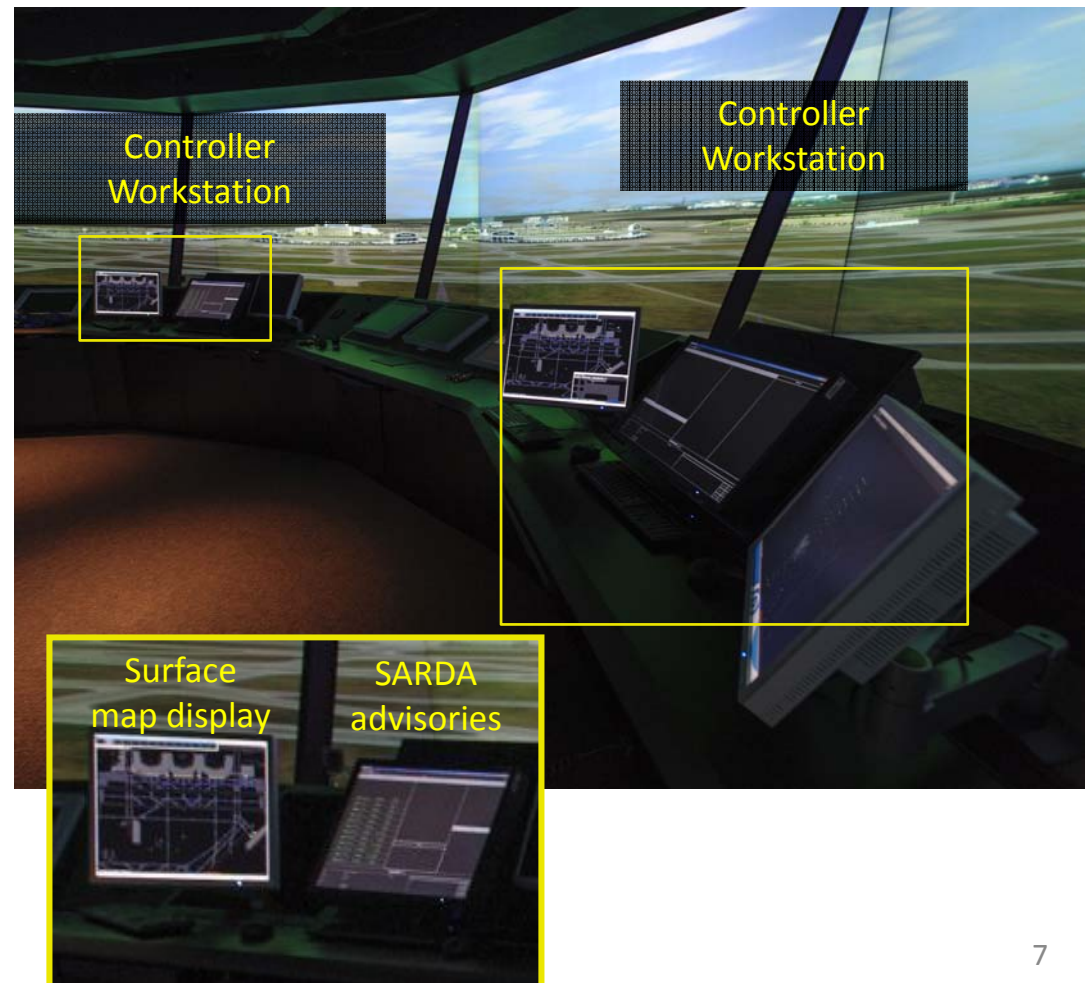 Controller
Workstation
Controller
Workstation
Surface
map display
SARDA
advisories
7